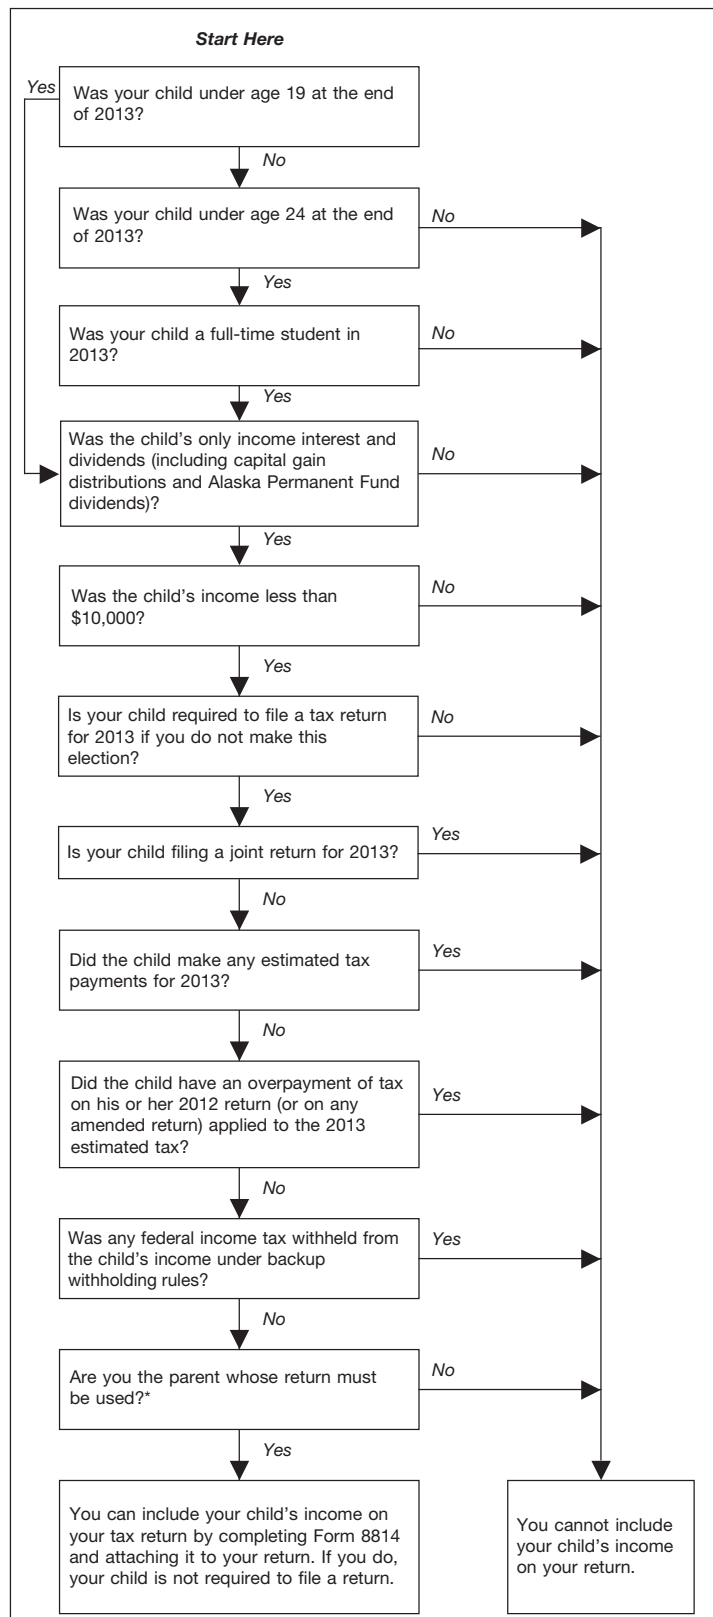 Start Here
Yes
Was your child under age 19 at the end
of 2013?
No
Was your child under age 24 at the end
of 2013?
No
Yes
Was your child a full-time student in
2013?
No
Yes
Was the child's only income interest and
dividends (including capital gain
distributions and Alaska Permanent Fund
dividends)?
No
Yes
Was the child's income less than
$10,000?
No
Yes
Is your child required to file a tax return
for 2013 if you do not make this
election?
No
Yes
Is your child filing a joint return for 2013?
Yes
No
Did the child make any estimated tax
payments for 2013?
Yes
No
Did the child have an overpayment of tax
on his or her 2012 return (or on any
amended return) applied to the 2013
estimated tax?
Yes
No
Was any federal income tax withheld from
the child's income under backup
withholding rules?
Yes
No
Are you the parent whose return must
be used?*
No
Yes
You can include your child's income on
your tax return by completing Form 8814
and attaching it to your return. If you do,
your child is not required to file a return.
You cannot include
your child's income
on your return.